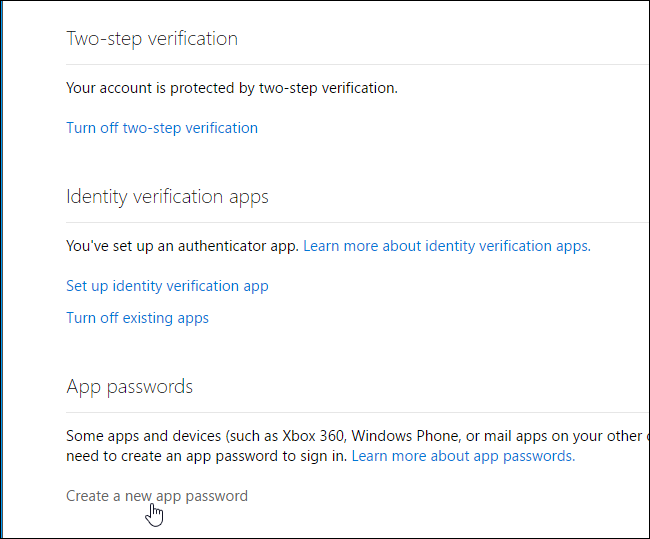 Two-step verification
Your account is protected by two-step verification.
Turn off two-step verification
Identity verification apps
You've set up an authenticator app. Learn more about identity verification apps.
Set up identity verification app
Turn off existing apps
App passwords
Some apps and devices (such as Xbox 360, Windows Phone, or mail apps on your other
need to create an app password to sign in. Learn more about app passwords.
Create a new app password